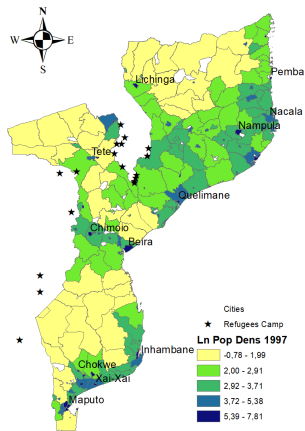 N
W E
S
Lichinga
Pemba
Nacala
Nampula
Tete
Quelimane
Chimoio
Beira
Inhambane
Chokwe
Xai-Xai
Maputo
Cities
Refugees Camp
Ln Pop Dens 1997
-0,78 - 1,99
2,00 - 2,91
2,92 - 3,71
3,72 - 5,38
5,39 - 7,81